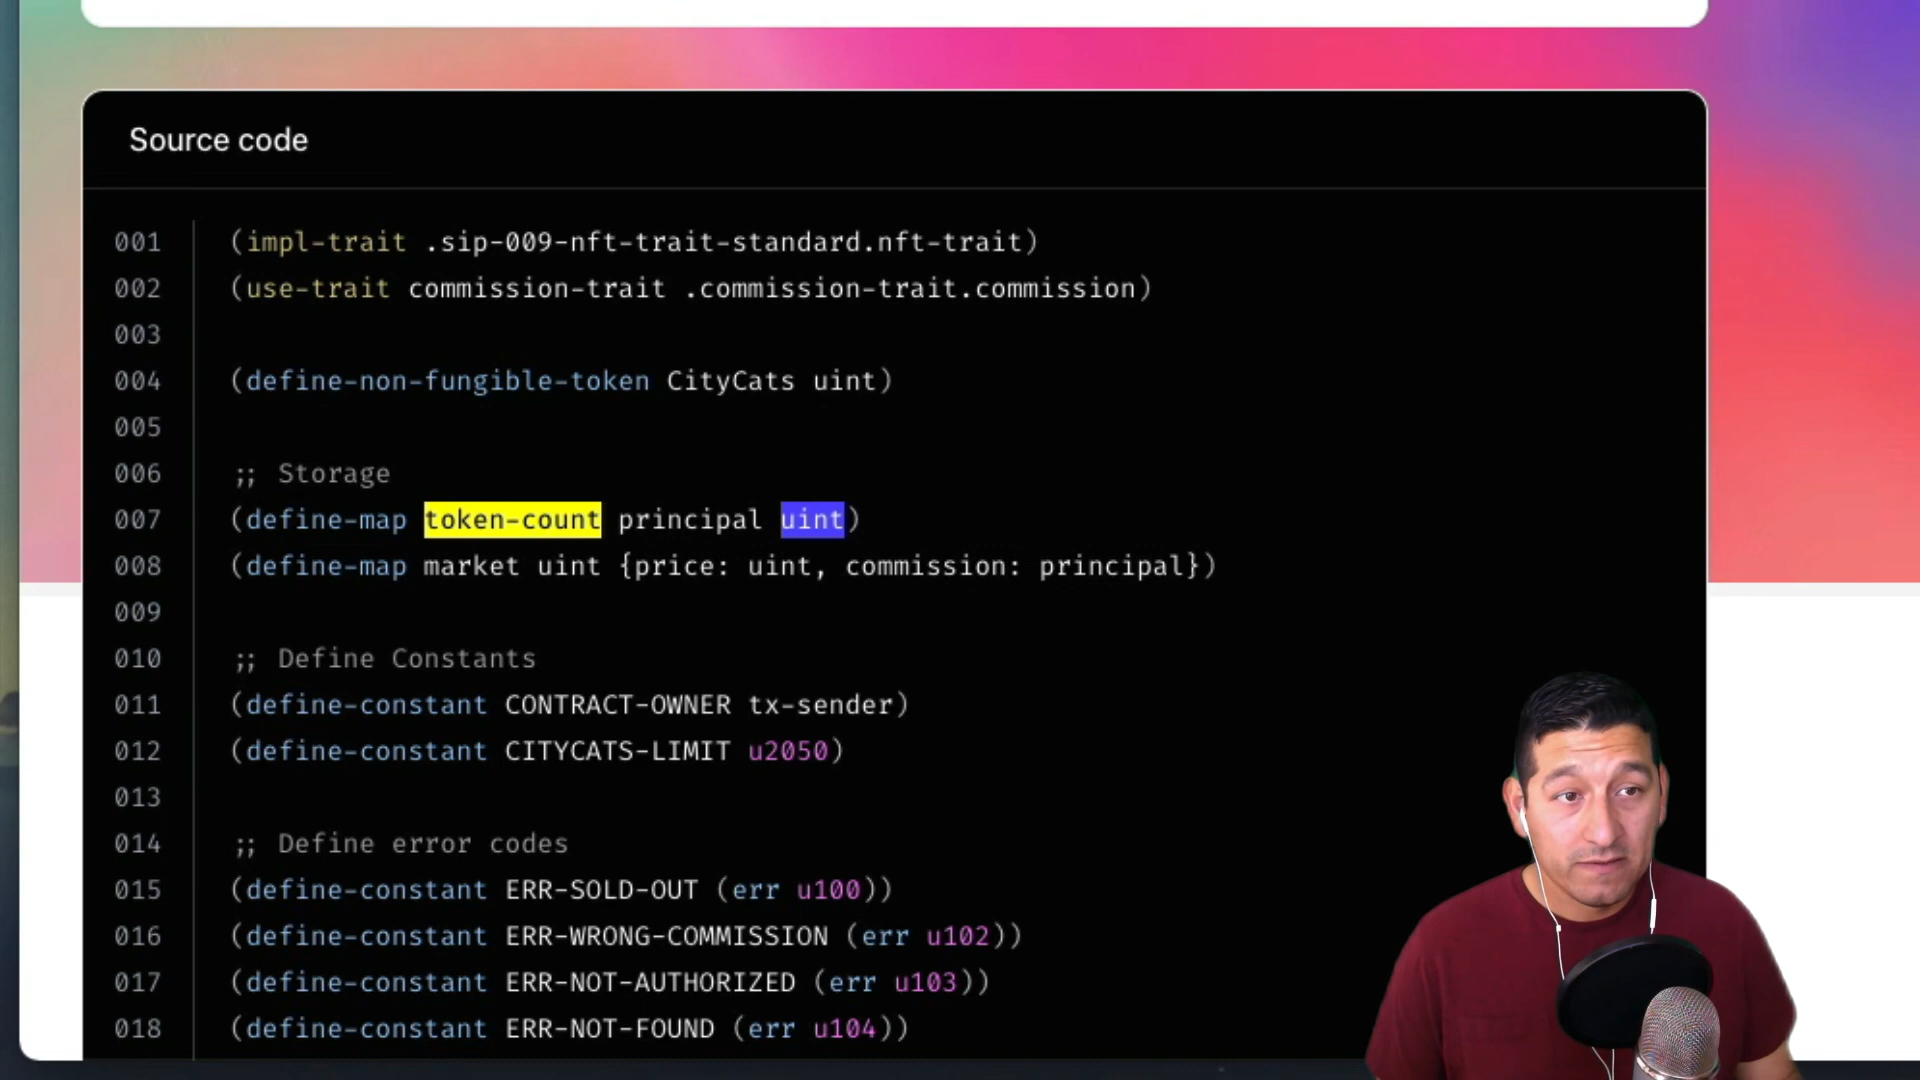 Source code
001 (impl-trait .sip-009-nft-trait-standard.nft-trait)
002 (use-trait commission-trait .commission-trait.commission)
003
004 (define-non-fungible-token CityCats uint)
005
006 ;; Storage
007 (define-map token-count principal uint)
008 (define-map market uint {price: uint, commission: principal})
009
010 ;; Define Constants
011 (define-constant CONTRACT-OWNER tx-sender)
012 (define-constant CITYCATS-LIMIT u2050)
013
014 ;; Define error codes
015 (define-constant ERR-SOLD-OUT (err u100))
016 (define-constant ERR-WRONG-COMMISSION (err u102))
017 (define-constant ERR-NOT-AUTHORIZED (err u103))
018 (define-constant ERR-NOT-FOUND (err u104))